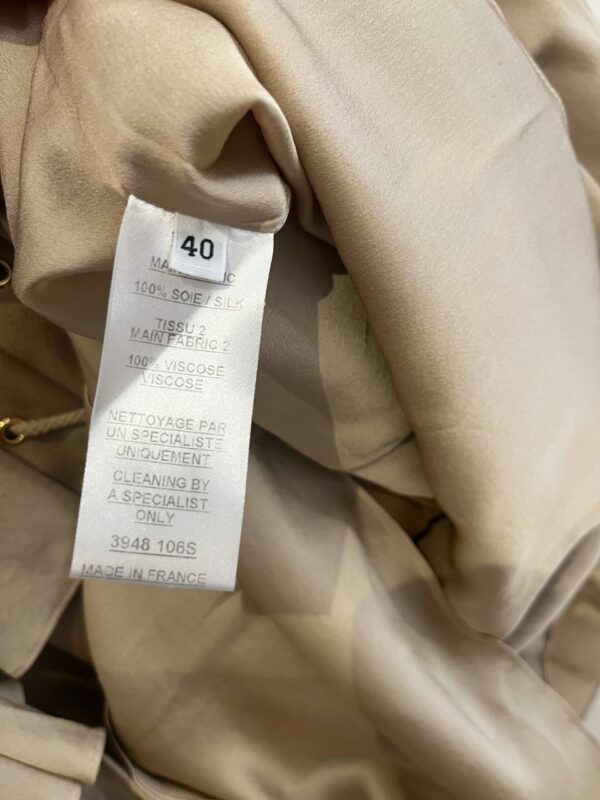 40
100% SOIE / SILK
TISSU 2
MAIN FABRIC 2
100% VISCOSE
VISCOSE
NETTOYAGE PAR
UN SPECIALISTE
UNIQUEMENT
CLEANING BY
A SPECIALIST
ONLY
3948 106S
MADE IN FRANCE